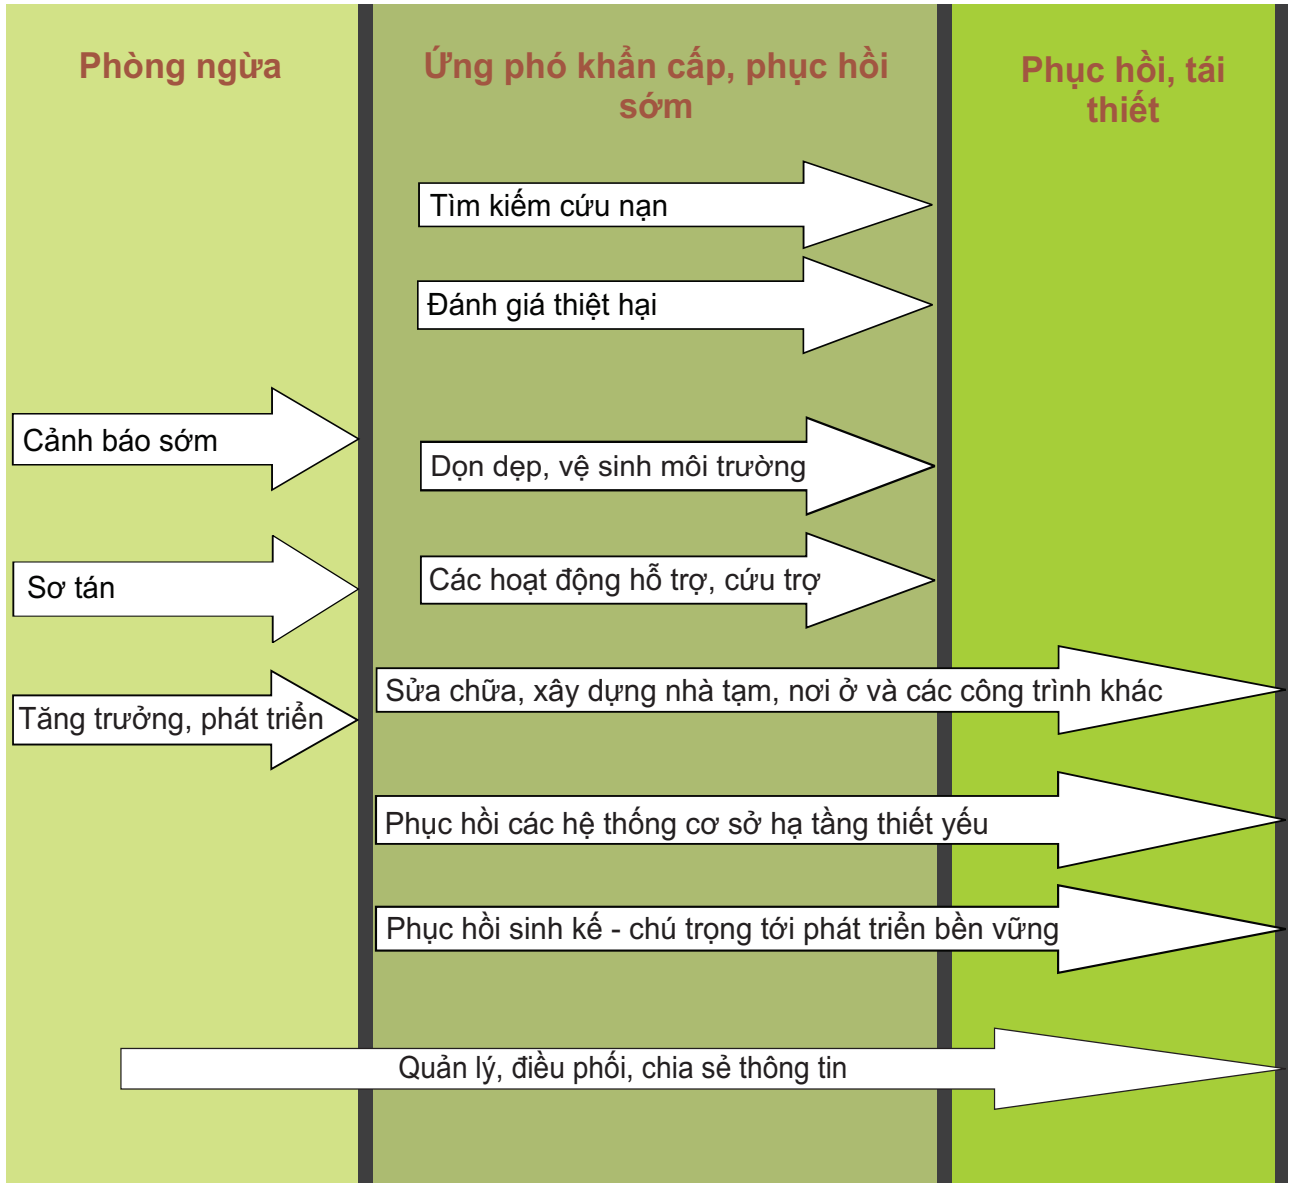 Phòng ngừa
Ứng phó khẩn cấp, phục hồi
sớm
Phục hồi, tái
thiết
Tìm kiếm cứu nạn
Đánh giá thiệt hại
Cảnh báo sớm
Dọn dẹp, vệ sinh môi trường
Sơ tán
Các hoạt động hỗ trợ, cứu trợ
Tăng trưởng, phát triển
Sửa chữa, xây dựng nhà tạm, nơi ở và các công trình khác
Phục hồi các hệ thống cơ sở hạ tầng thiết yếu
Phục hồi sinh kế - chú trọng tới phát triển bền vững
Quản lý, điều phối, chia sẻ thông tin